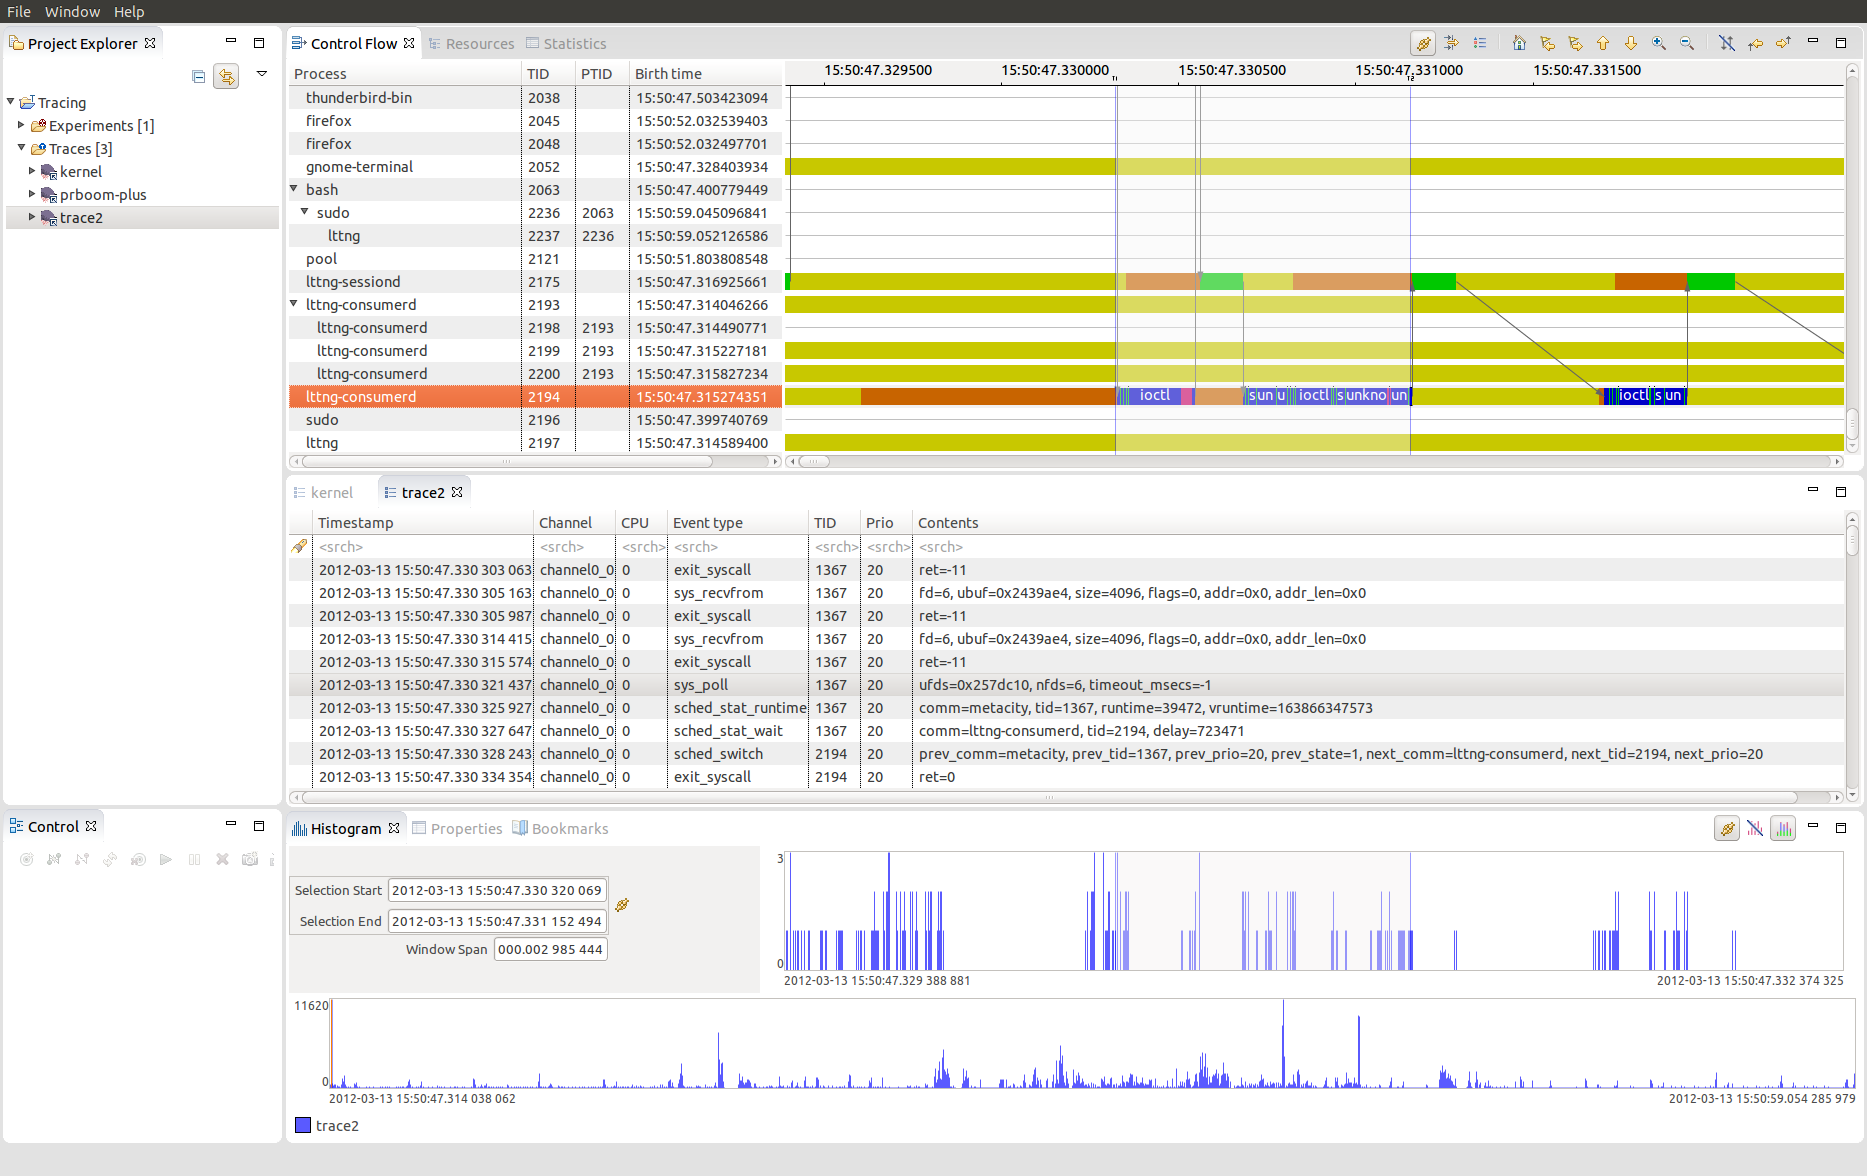 File Window Help
Project Explorer
Tracing
Experiments [1]
Traces [3]
kernel
prboom-plus
trace2
Control
Control Flow Resources Statistics
Process TID PTID Birth time
15:50:47.329500 15:50:47.330000 15:50:47.330500 15:50:47.331000 15:50:47.331500
thunderbird-bin 2038 15:50:47.503423094
firefox 2045 15:50:52.032539403
firefox 2048 15:50:52.032497701
gnome-terminal 2052 15:50:47.328403934
bash 2063 15:50:47.400779449
sudo 2236 2063 15:50:59.045096841
lttng 2237 2236 15:50:59.052126586
pool 2121 15:50:51.803808548
lttng-sessiond 2175 15:50:47.316925661
lttng-consumerd 2193 15:50:47.314046266
lttng-consumerd 2198 2193 15:50:47.314490771
lttng-consumerd 2199 2193 15:50:47.315227181
lttng-consumerd 2200 2193 15:50:47.315827234
lttng-consumerd 2194 15:50:47.315274351 ioctl s un u ioctl s unkno un ioctl s un
sudo 2196 15:50:47.399740769
lttng 2197 15:50:47.314589400
kernel trace2
Timestamp Channel CPU Event type TID Prio Contents
<srch> <srch> <srch> <srch> <srch> <srch> <srch>
2012-03-13 15:50:47.330 303 063 channel0_0 0 exit_syscall 1367 20 ret=-11
2012-03-13 15:50:47.330 305 163 channel0_0 0 sys_recvfrom 1367 20 fd=6, ubuf=0x2439ae4, size=4096, flags=0, addr=0x0, addr_len=0x0
2012-03-13 15:50:47.330 305 987 channel0_0 0 exit_syscall 1367 20 ret=-11
2012-03-13 15:50:47.330 314 415 channel0_0 0 sys_recvfrom 1367 20 fd=6, ubuf=0x2439ae4, size=4096, flags=0, addr=0x0, addr_len=0x0
2012-03-13 15:50:47.330 315 574 channel0_0 0 exit_syscall 1367 20 ret=-11
2012-03-13 15:50:47.330 321 437 channel0_0 0 sys_poll 1367 20 ufds=0x257dc10, nfds=6, timeout_msecs=-1
2012-03-13 15:50:47.330 325 927 channel0_0 0 sched_stat_runtime 1367 20 comm=metacity, tid=1367, runtime=39472, vruntime=163866347573
2012-03-13 15:50:47.330 327 647 channel0_0 0 sched_stat_wait 1367 20 comm=lttng-consumerd, tid=2194, delay=723471
2012-03-13 15:50:47.330 328 243 channel0_0 0 sched_switch 2194 20 prev_comm=metacity, prev_tid=1367, prev_prio=20, prev_state=1, next_comm=lttng-consumerd, next_tid=2194, next_prio=20
2012-03-13 15:50:47.330 334 354 channel0_0 0 exit_syscall 2194 20 ret=0
Histogram Properties Bookmarks
Selection Start 2012-03-13 15:50:47.330 320 069
Selection End 2012-03-13 15:50:47.331 152 494
Window Span 000.002 985 444
3
0
2012-03-13 15:50:47.329 388 881 2012-03-13 15:50:47.332 374 325
11620
0
2012-03-13 15:50:47.314 038 062 2012-03-13 15:50:59.054 285 979
trace2